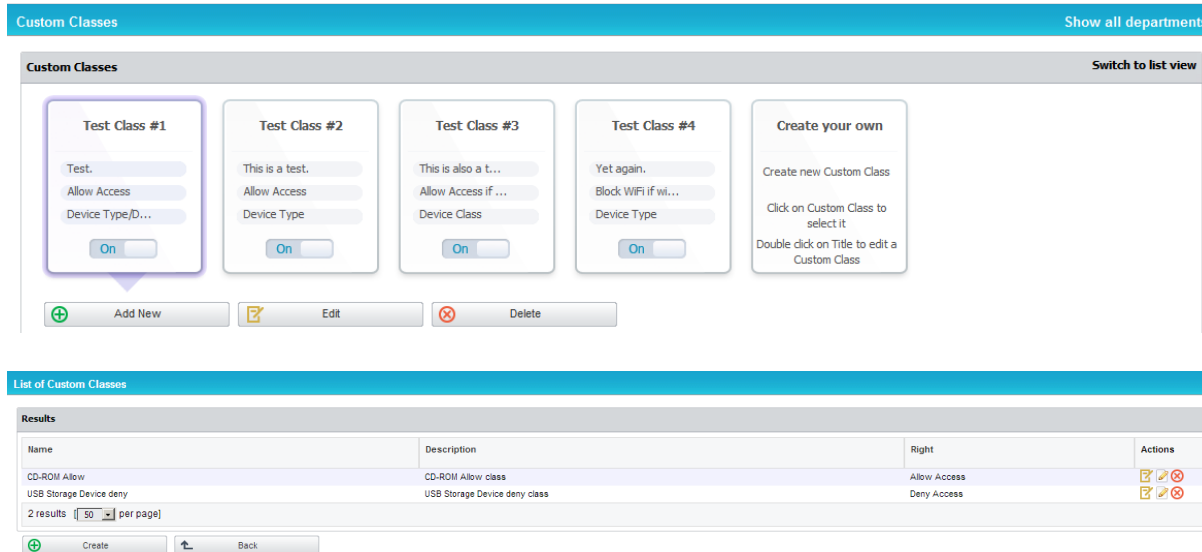 Custom Classes Show all departments
Custom Classes Switch to list view
Test Class #1 Test Class #2 Test Class #3 Test Class #4 Create your own
Test. This is a test. This is also a t... Yet again. Create new Custom Class
Allow Access Allow Access Allow Access if ... Block WiFi if wi... Click on Custom Class to
select it
Device Type/D... Device Type Device Class Device Type
Double click on Title to edit a
Custom Class
On On On On
Add New Edit Delete
List of Custom Classes
Results
Name Description Right Actions
CD-ROM Allow CD-ROM Allow class Allow Access
USB Storage Device deny USB Storage Device deny class Deny Access
2 results [ 50 per page]
Create Back